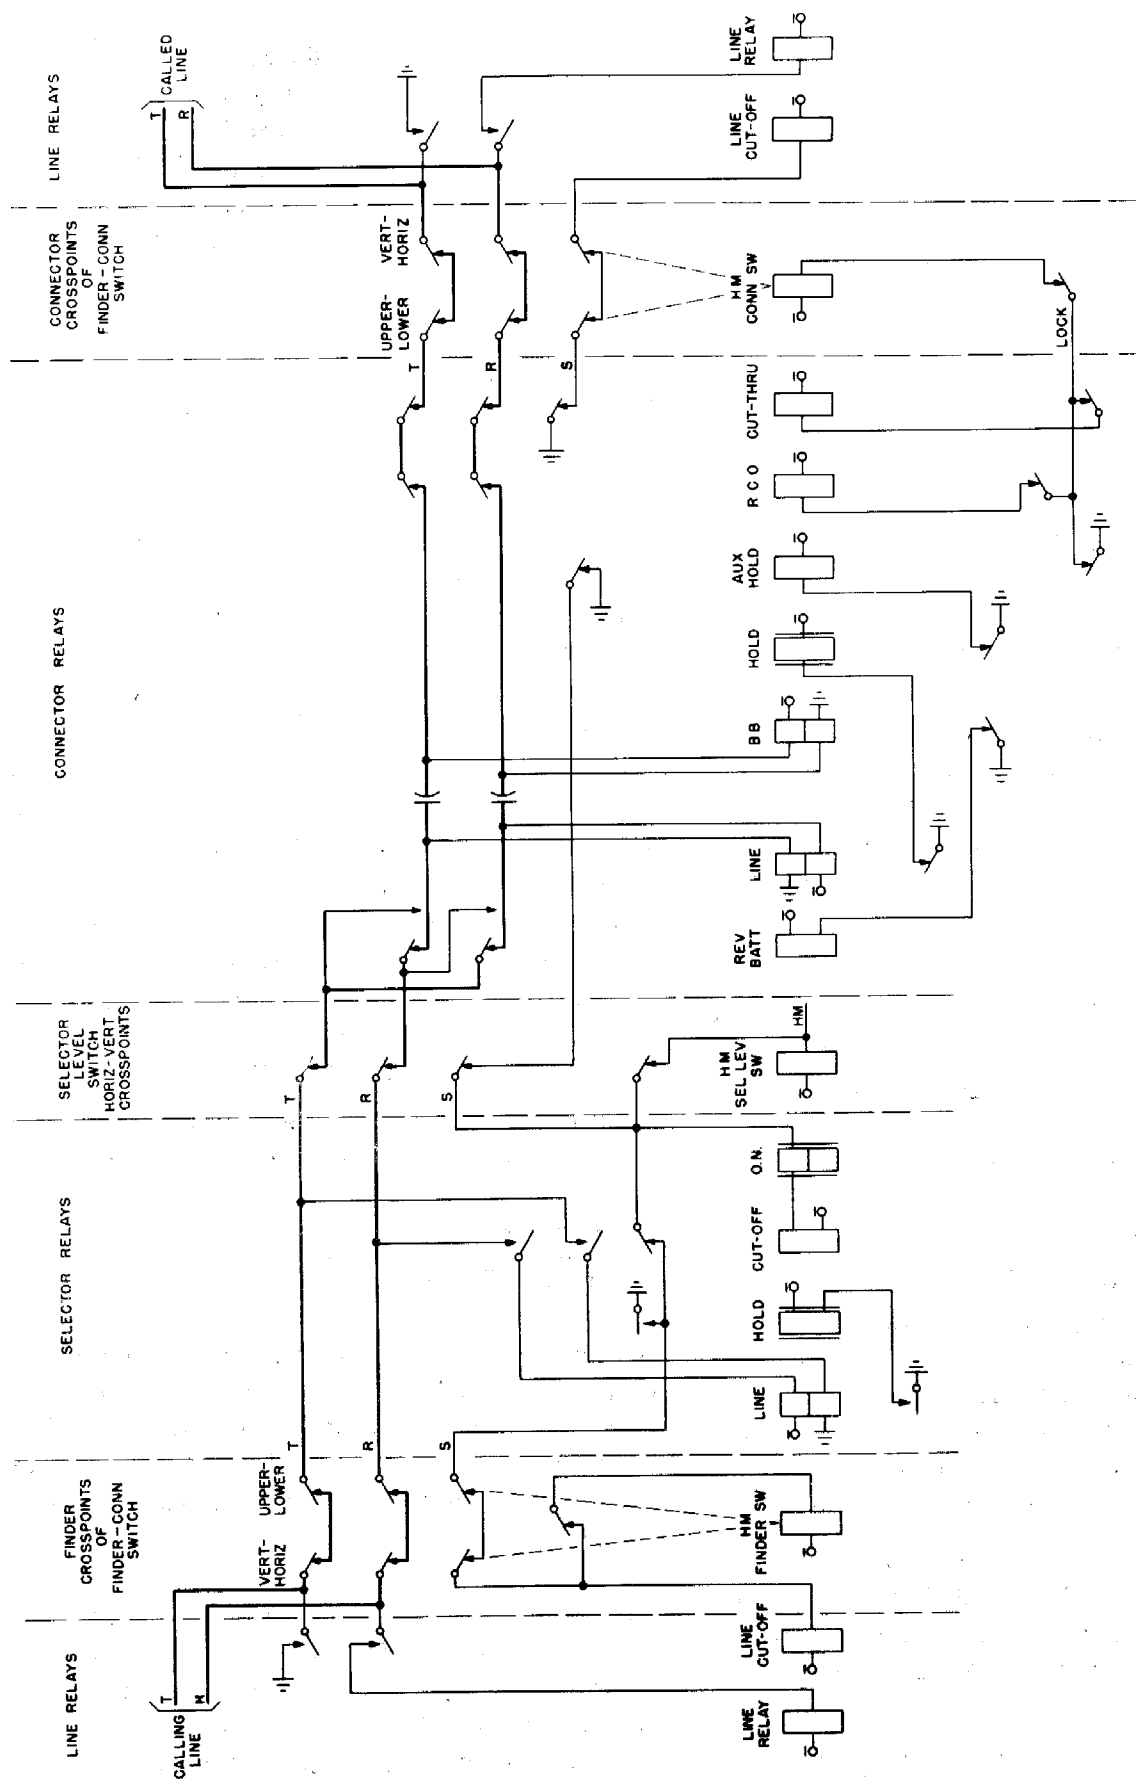 LINE RELAYS
FINDER
CROSSPOINTS
OF
FINDER-CONN
SWITCH
SELECTOR RELAYS
SELECTOR
LEVEL
SWITCH
HORIZ-VERT
CROSSPOINTS
CONNECTOR RELAYS
CONNECTOR
CROSSPOINTS
OF
FINDER-CONN
SWITCH
LINE RELAYS
CALLING
LINE
T
R
VERT-
HORIZ
UPPER-
LOWER
T
R
S
T
R
S
UPPER-
LOWER
VERT-
HORIZ
T
R
S
T
R
CALLED
LINE
LINE
RELAY
LINE
CUT-OFF
HM
FINDER SW
LINE
HOLD
CUT-OFF
O.N.
HM
SEL LEV
SW
HM
REV
BATT
LINE
BB
HOLD
AUX
HOLD
RCO
CUT-THRU
HM
CONN SW
LINE
CUT-OFF
LINE
RELAY
LOCK